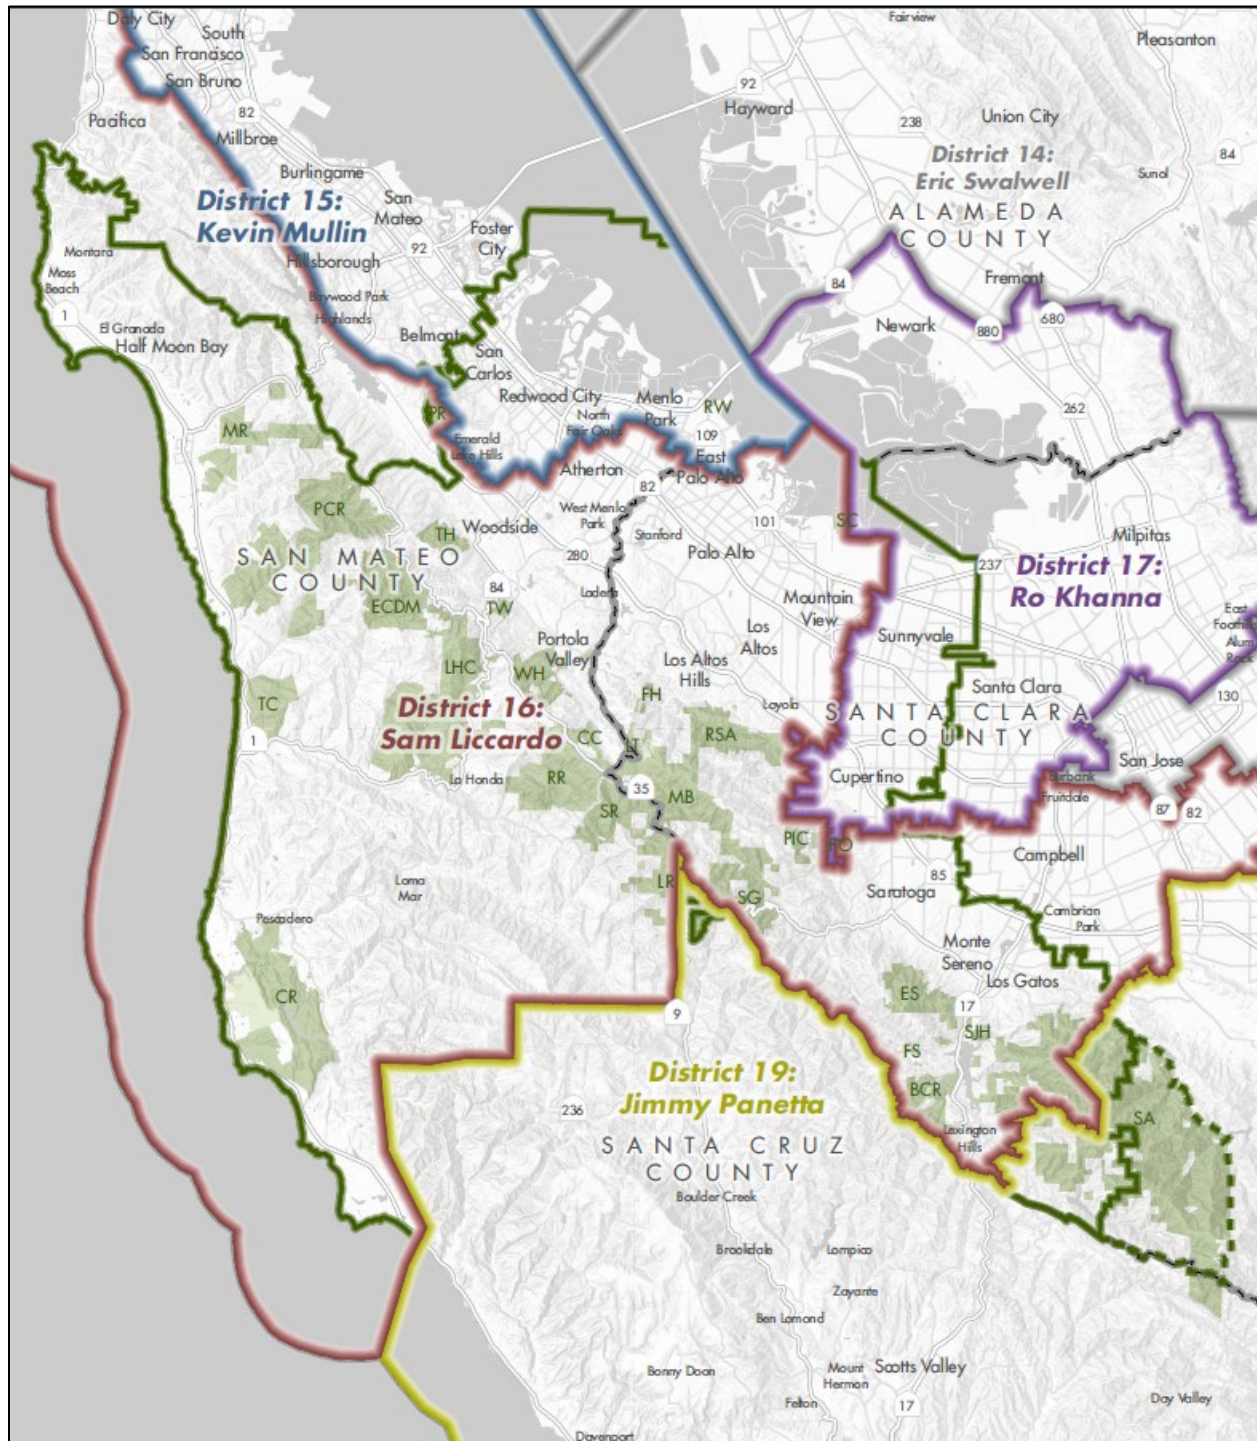 Daly City
South
San Francisco
San Bruno
Fairview
Pleasanton
92
Hayward
82
Pacifica
Millbrae
238
Union City
84
Burlingame
District 14:
Eric Swalwell
Sunol
District 15:
Kevin Mullin
San
Mateo
Foster
City
92
ALAMEDA
COUNTY
Montara
Hillsborough
Moss
Beach
Baywood Park
Highlands
84
Fremont
1
El Granada
Half Moon Bay
Belmont
Newark
880
680
San
Carlos
Redwood City
Menlo
Park
RW
262
PR
North
Fair Oaks
109
MR
Emerald
Lake Hills
Atherton
East
Palo Alto
82
PCR
West Menlo
Park
Woodside
TH
Stanford
101
SC
Milpitas
SAN MATEO
COUNTY
280
Palo Alto
237
District 17:
Ro Khanna
84
Ladera
Mountain
View
ECDM
TW
Los
Altos
Sunnyvale
East
Foothills
Alum
Rock
Portola
Valley
LHC
WH
Los Altos
Hills
FH
Santa Clara
130
TC
District 16:
Sam Liccardo
Loyola
SANTA CLARA
COUNTY
CC
LT
RSA
1
San Jose
La Honda
RR
Cupertino
Burbank
Fruitdale
35
MB
SR
87
82
PIC
FO
Campbell
Loma
Mar
LR
85
Saratoga
SG
Pescadero
Cambrian
Park
Monte
Sereno
Los Gatos
CR
ES
17
9
SJH
FS
District 19:
Jimmy Panetta
BCR
236
SA
SANTA CRUZ
COUNTY
Lexington
Hills
Boulder Creek
Brookdale
Lompico
Zayante
Ben Lomond
Bonny Doon
Mount
Hermon
Scotts Valley
Felton
17
Day Valley
Davenport